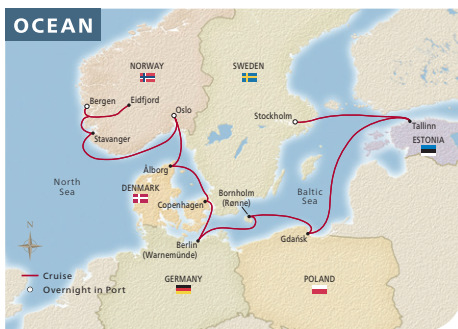 OCEAN
NORWAY
SWEDEN
Bergen
Eidfjord
Oslo
Stockholm
Stavanger
Tallinn
ESTONIA
Ålborg
North
Sea
DENMARK
Bornholm
(Rønne)
Baltic
Sea
Copenhagen
N
Berlin
(Warnemünde)
Gdańsk
Cruise
Overnight in Port
GERMANY
POLAND